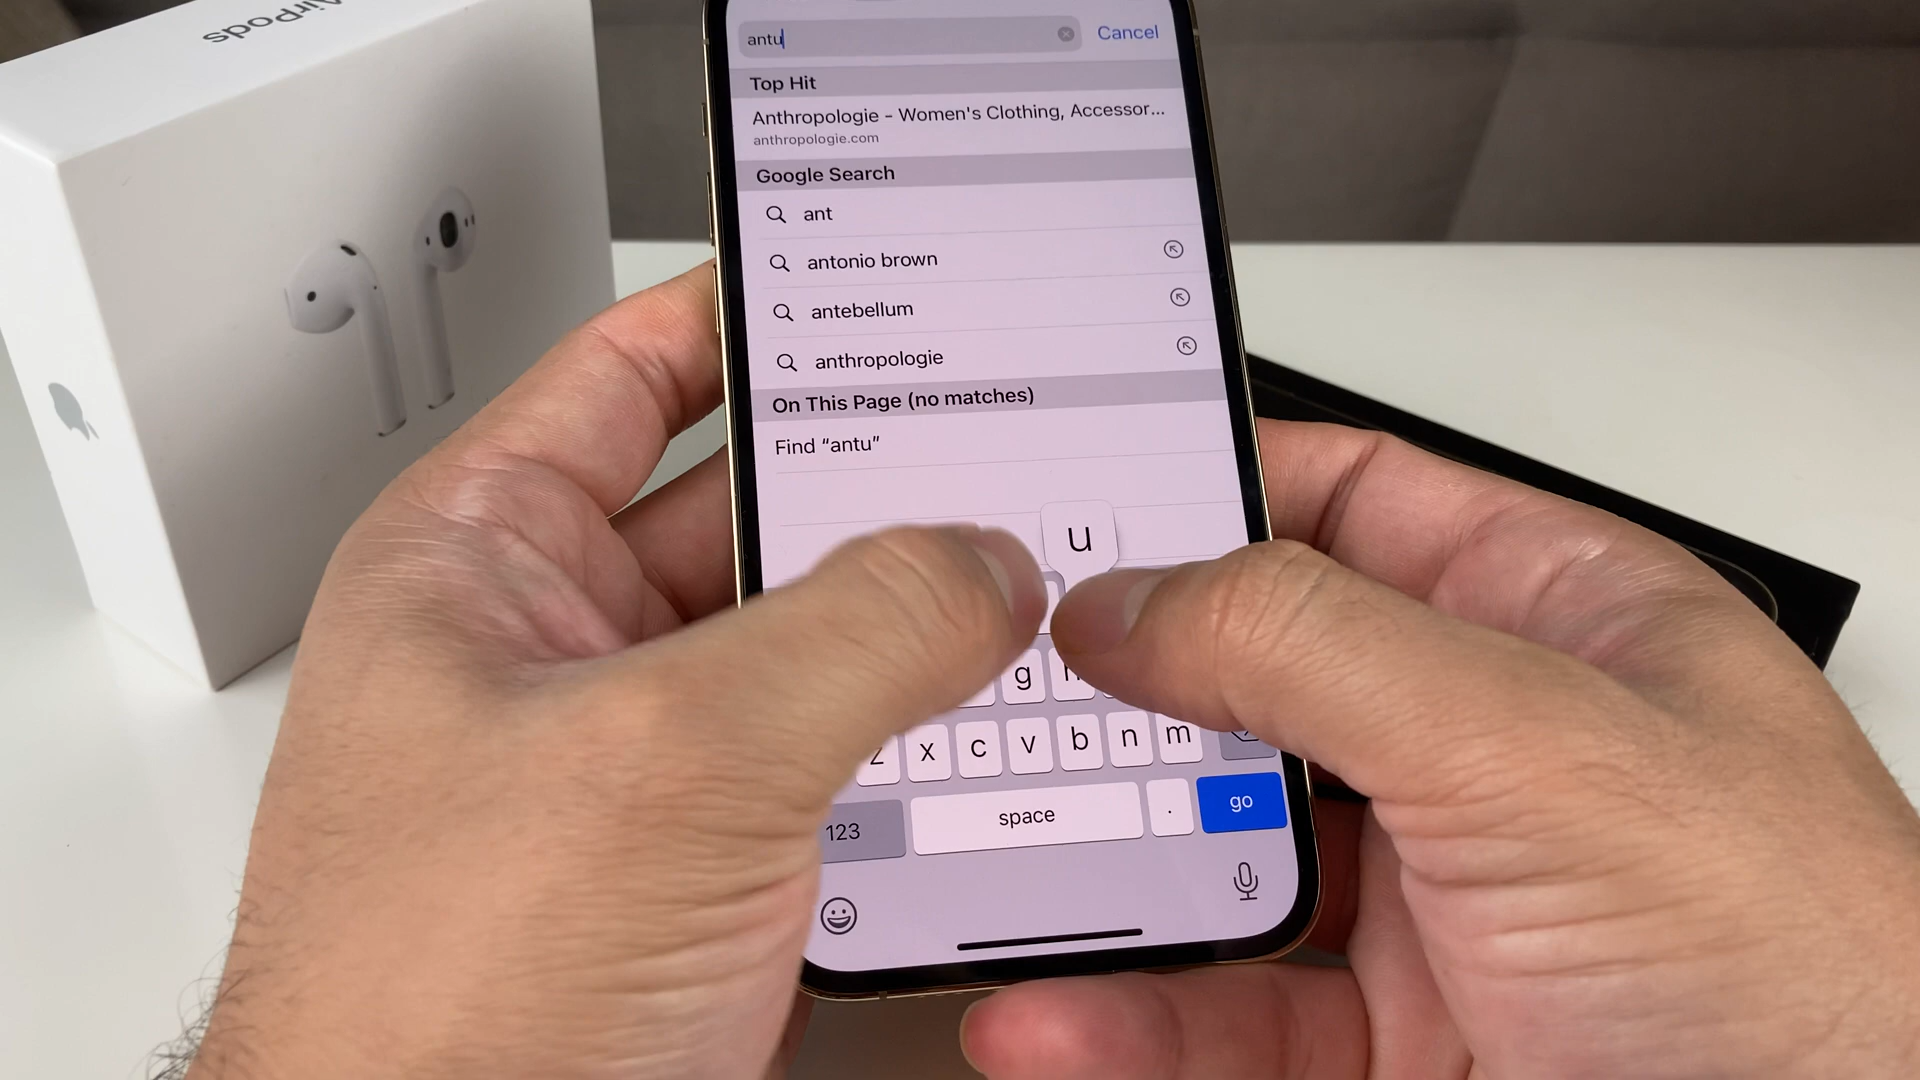 AirPods
antu
Cancel
Top Hit
Anthropologie - Women's Clothing, Accessor...
anthropologie.com
Google Search
ant
antonio brown
antebellum
anthropologie
On This Page (no matches)
Find “antu”
u
g
z x c v b n m
123 space . go